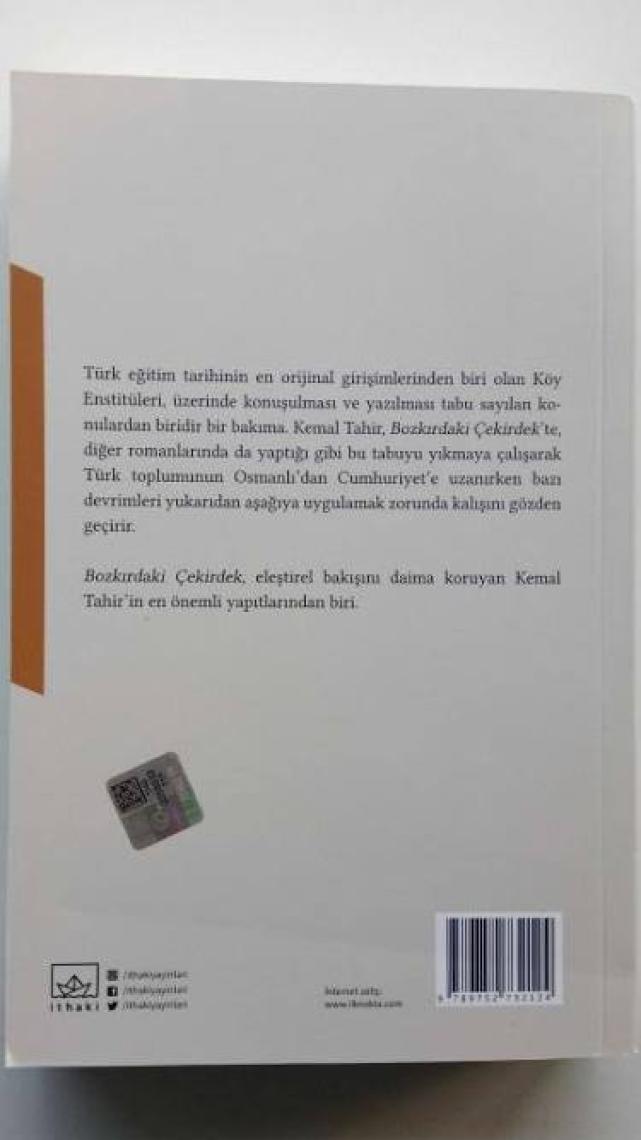 Türk eğitim tarihinin en orijinal girişimlerinden biri olan Köy
Enstitüleri, üzerinde konuşulması ve yazılması tabu sayılan ko-
nulardan biridir bir bakıma. Kemal Tahir, Bozkırdaki Çekirdek'te,
diğer romanlarında da yaptığı gibi bu tabuyu yıkmaya çalışarak
Türk toplumunun Osmanlı'dan Cumhuriyet'e uzanırken bazı
devrimleri yukarıdan aşağıya uygulamak zorunda kalışını gözden
geçirir.
Bozkırdaki Çekirdek, eleştirel bakışını daima koruyan Kemal
Tahir'in en önemli yapıtlarından biri.
ithaki
/ithakiyayinlari
/ithakiyayinlari
/ithakiyayinlari
İnternet satış:
www.ilknokta.com